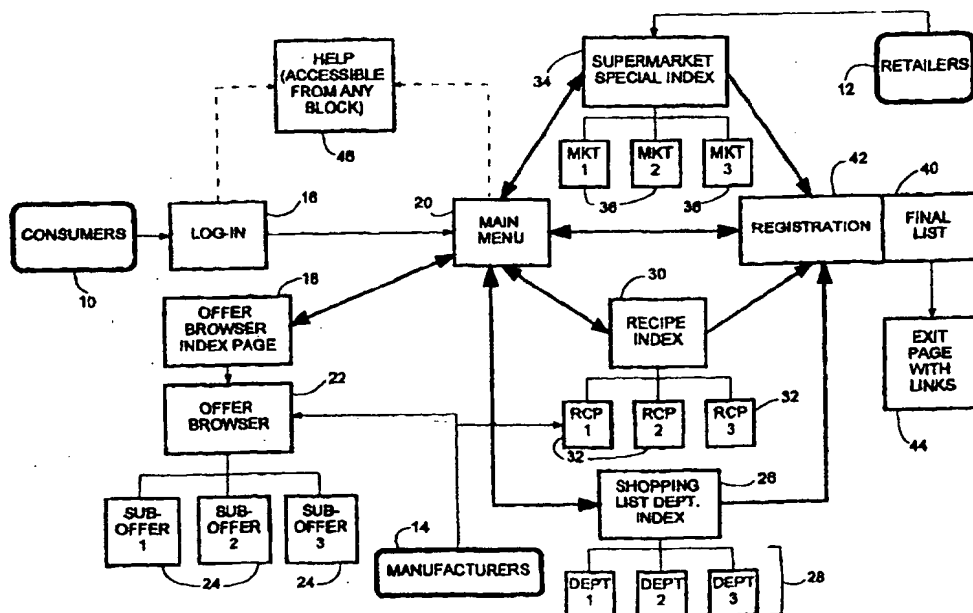 HELP
(ACCESSIBLE
FROM ANY
BLOCK)
46
34
SUPERMARKET
SPECIAL INDEX
RETAILERS
12
MKT
1
MKT
2
MKT
3
36
36
42
40
CONSUMERS
10
16
LOG-IN
20
MAIN
MENU
REGISTRATION
FINAL
LIST
18
OFFER
BROWSER
INDEX PAGE
30
RECIPE
INDEX
EXIT
PAGE
WITH
LINKS
44
22
OFFER
BROWSER
RCP
1
RCP
2
RCP
3
32
32
SUB-
OFFER
1
SUB-
OFFER
2
SUB-
OFFER
3
24
24
14
MANUFACTURERS
SHOPPING
LIST DEPT.
INDEX
26
DEPT
1
DEPT
2
DEPT
3
28